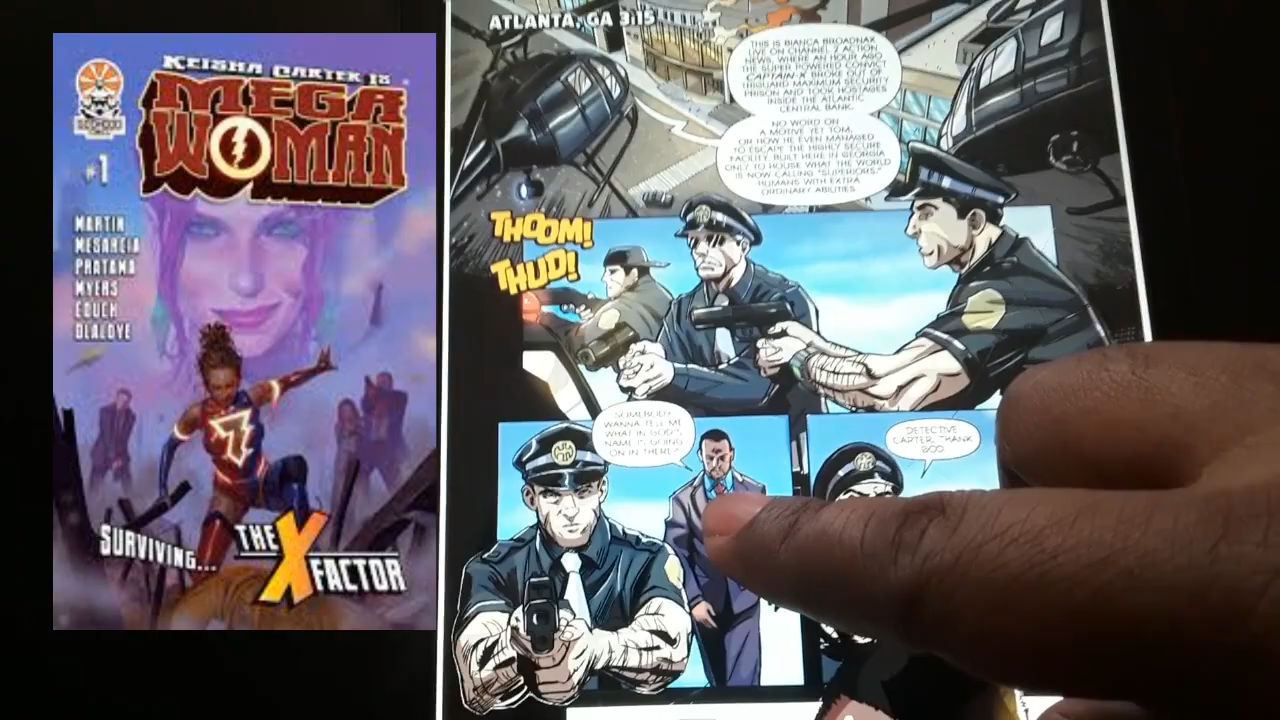 KEISHA CARTER IS
MEGA
WOMAN
#1
MARTIN
MESARCIA
PRATAMA
MYERS
COUCH
OLALOYE
SURVIVING...
THE
X FACTOR
ATLANTA, GA 3:15
THIS IS BIANCA BROADNAX
LIVE ON CHANNEL 2 ACTION
NEWS, WHERE AN HOUR AGO
THE SUPER POWERED CONVICT
CAPTAIN-X BROKE OUT OF
THGUARD MAXIMUM SECURITY
PRISON AND TOOK HOSTAGES
INSIDE THE ATLANTIC
CENTRAL BANK.
NO WORD ON
A MOTIVE YET TOM,
OR HOW HE EVEN MANAGED
TO ESCAPE THE HIGHLY SECURE
FACILITY BUILT HERE IN GEORGIA
ONLY TO HOUSE WHAT THE WORLD
IS NOW CALLING "SUPERIORS."
HUMANS WITH EXTRA
ORDINARY ABILITIES.
THOOM!
THUD!
SOMEBODY
WANNA TELL ME
WHAT IN GOD'S
NAME IS GOING
ON IN THERE?
DETECTIVE
CARTER, THANK
GOD.